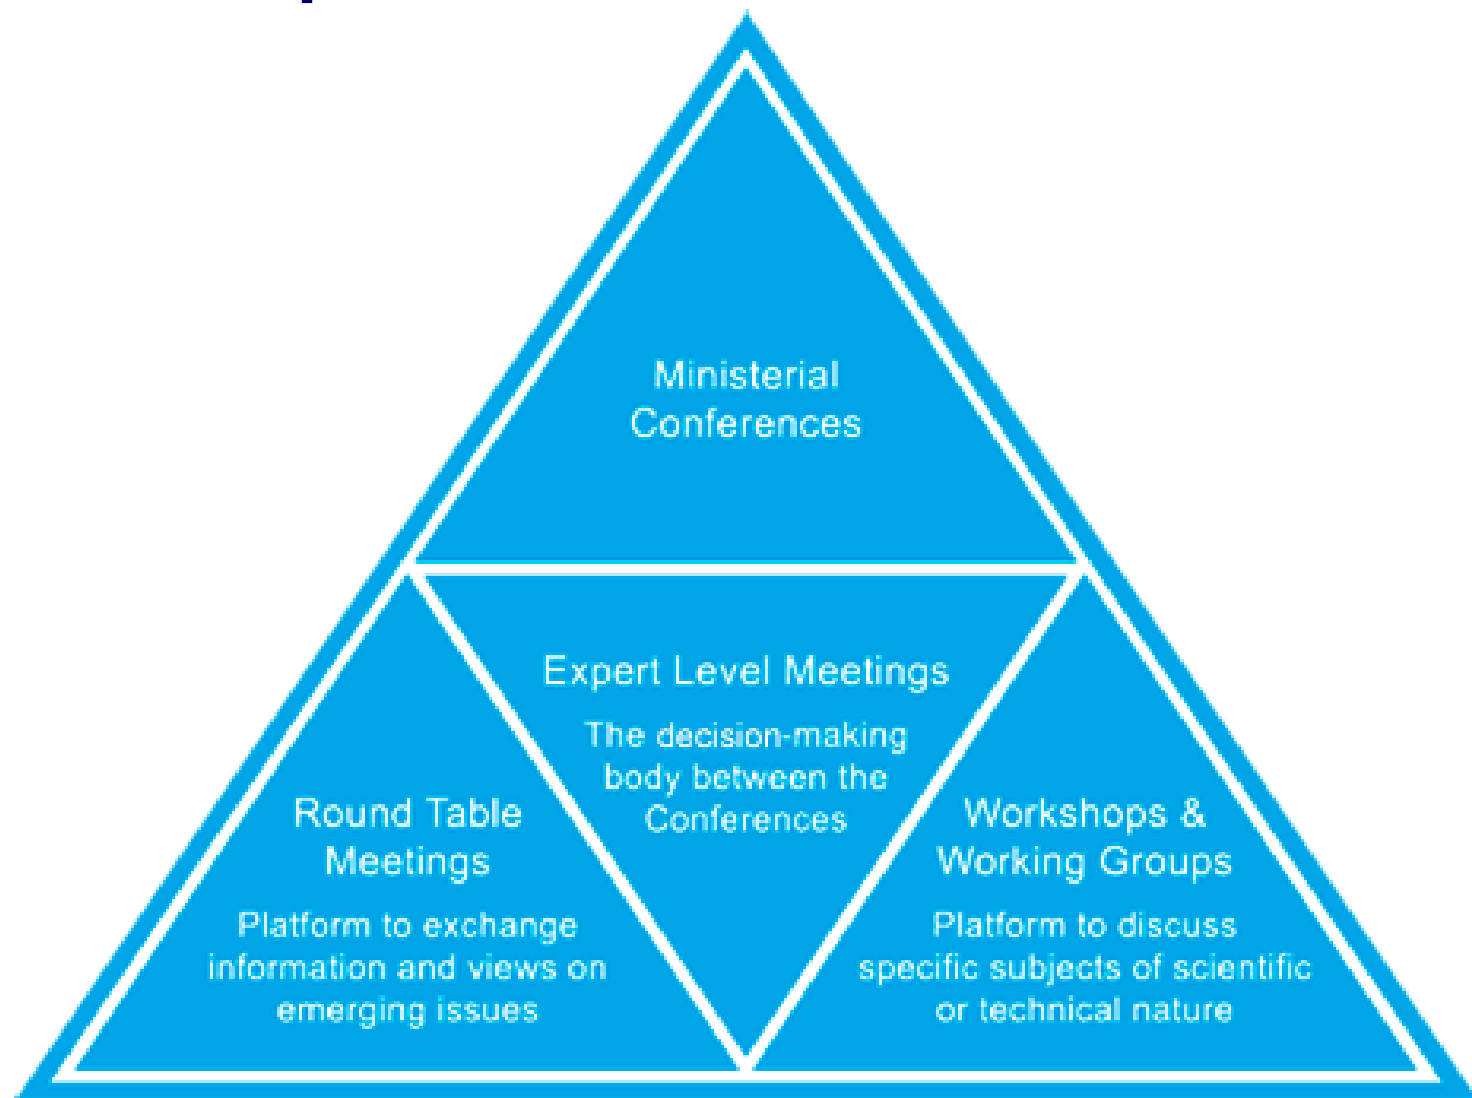 Ministerial
Conferences
Expert Level Meetings
The decision-making
body between the
Conferences
Round Table
Meetings
Platform to exchange
information and views on
emerging issues
Workshops &
Working Groups
Platform to discuss
specific subjects of scientific
or technical nature